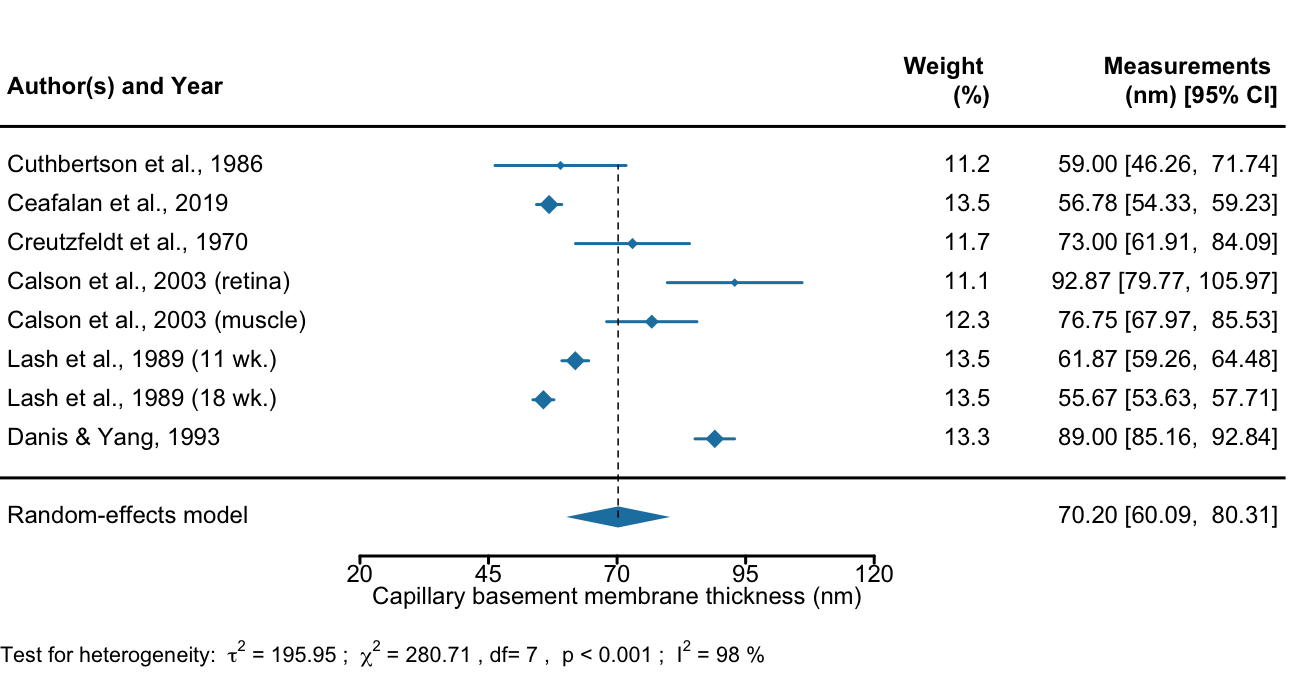 Author(s) and Year Weight (%) Measurements (nm) [95% CI]
Cuthbertson et al., 1986 11.2 59.00 [46.26, 71.74]
Ceafalan et al., 2019 13.5 56.78 [54.33, 59.23]
Creutzfeldt et al., 1970 11.7 73.00 [61.91, 84.09]
Calson et al., 2003 (retina) 11.1 92.87 [79.77, 105.97]
Calson et al., 2003 (muscle) 12.3 76.75 [67.97, 85.53]
Lash et al., 1989 (11 wk.) 13.5 61.87 [59.26, 64.48]
Lash et al., 1989 (18 wk.) 13.5 55.67 [53.63, 57.71]
Danis & Yang, 1993 13.3 89.00 [85.16, 92.84]
Random-effects model 70.20 [60.09, 80.31]
20 45 70 95 120
Capillary basement membrane thickness (nm)
Test for heterogeneity: τ² = 195.95 ; χ² = 280.71 , df= 7 , p < 0.001 ; I² = 98 %